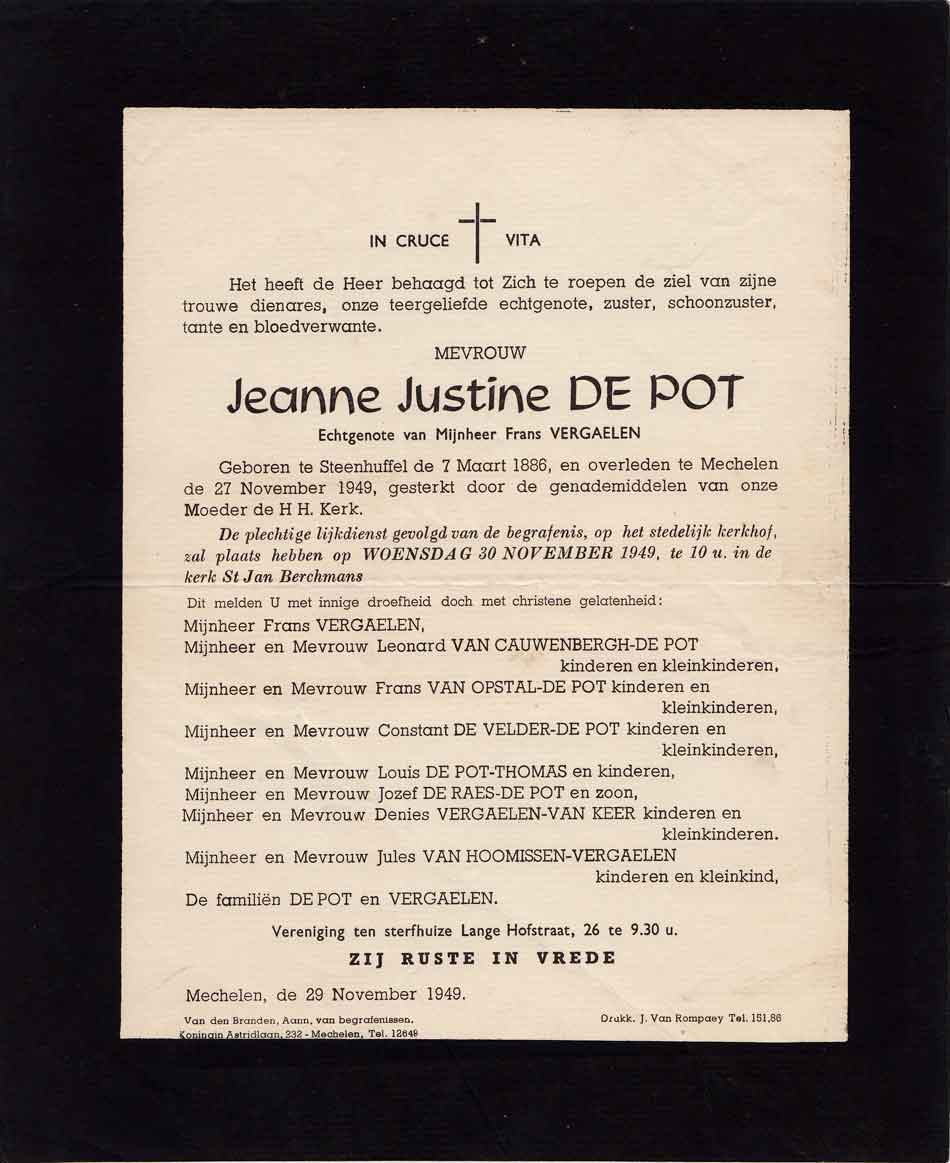 IN CRUCE VITA
Het heeft de Heer behaagd tot Zich te roepen de ziel van zijne
trouwe dienares, onze teergeliefde echtgenote, zuster, schoonzuster,
tante en bloedverwante.
MEVROUW
Jeanne Justine DE POT
Echtgenote van Mijnheer Frans VERGAELEN
Geboren te Steenhuffel de 7 Maart 1886, en overleden te Mechelen
de 27 November 1949, gesterkt door de genademiddelen van onze
Moeder de H H. Kerk.
De plechtige lijkdienst gevolgd van de begrafenis, op het stedelijk kerkhof,
zal plaats hebben op WOENSDAG 30 NOVEMBER 1949, te 10 u. in de
kerk St Jan Berchmans
Dit melden U met innige droefheid doch met christene gelatenheid:
Mijnheer Frans VERGAELEN,
Mijnheer en Mevrouw Leonard VAN CAUWENBERGH-DE POT
kinderen en kleinkinderen,
Mijnheer en Mevrouw Frans VAN OPSTAL-DE POT kinderen en
kleinkinderen,
Mijnheer en Mevrouw Constant DE VELDER-DE POT kinderen en
kleinkinderen,
Mijnheer en Mevrouw Louis DE POT-THOMAS en kinderen,
Mijnheer en Mevrouw Jozef DE RAES-DE POT en zoon,
Mijnheer en Mevrouw Denies VERGAELEN-VAN KEER kinderen en
kleinkinderen.
Mijnheer en Mevrouw Jules VAN HOOMISSEN-VERGAELEN
kinderen en kleinkind,
De familiën DE POT en VERGAELEN.
Vereniging ten sterfhuize Lange Hofstraat, 26 te 9.30 u.
ZIJ RUSTE IN VREDE
Mechelen, de 29 November 1949.
Van den Branden, Aann, van begrafenissen. Drukk. J. Van Rompaey Tel. 151.86
Koningin Astridlaan, 232 - Mechelen, Tel. 12649